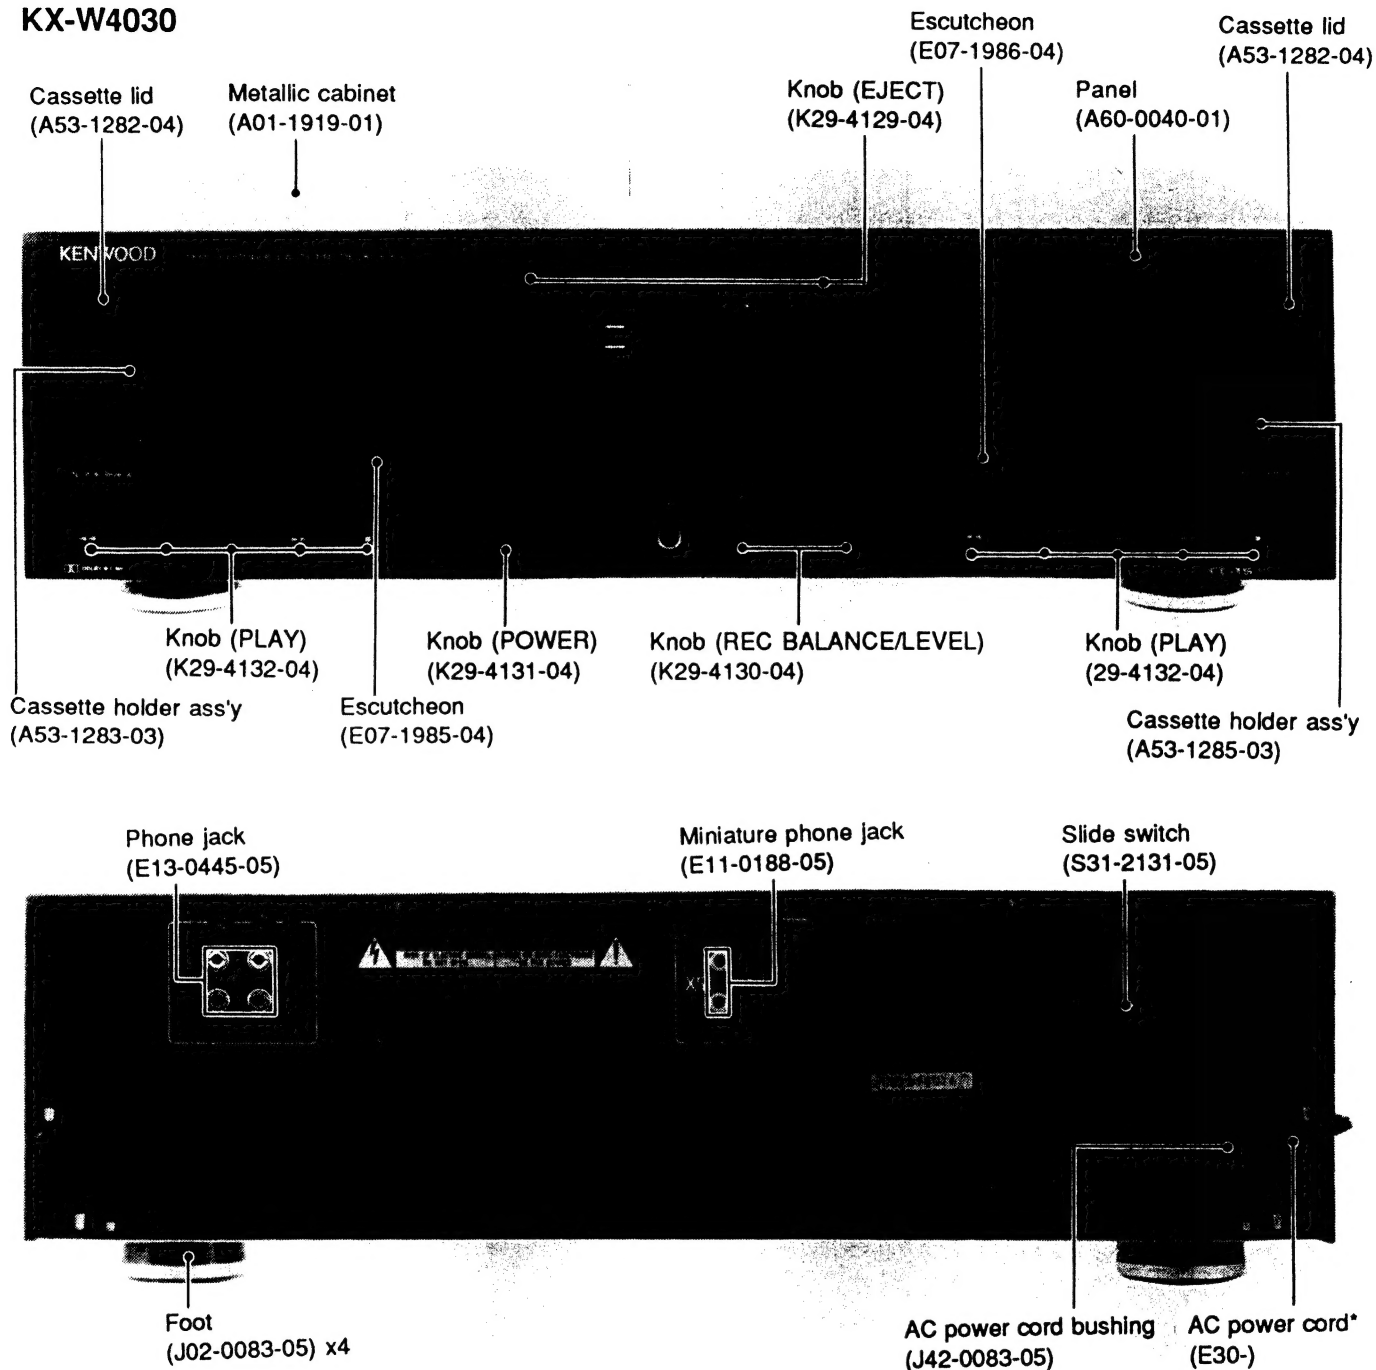 KX-W4030
Escutcheon
(E07-1986-04)
Cassette lid
(A53-1282-04)
Cassette lid
(A53-1282-04)
Metallic cabinet
(A01-1919-01)
Knob (EJECT)
(K29-4129-04)
Panel
(A60-0040-01)
KENWOOD
Knob (PLAY)
(K29-4132-04)
Knob (POWER)
(K29-4131-04)
Knob (REC BALANCE/LEVEL)
(K29-4130-04)
Knob (PLAY)
(29-4132-04)
Cassette holder ass'y
(A53-1283-03)
Escutcheon
(E07-1985-04)
Cassette holder ass'y
(A53-1285-03)
Phone jack
(E13-0445-05)
Miniature phone jack
(E11-0188-05)
Slide switch
(S31-2131-05)
Foot
(J02-0083-05) x4
AC power cord bushing
(J42-0083-05)
AC power cord*
(E30-)